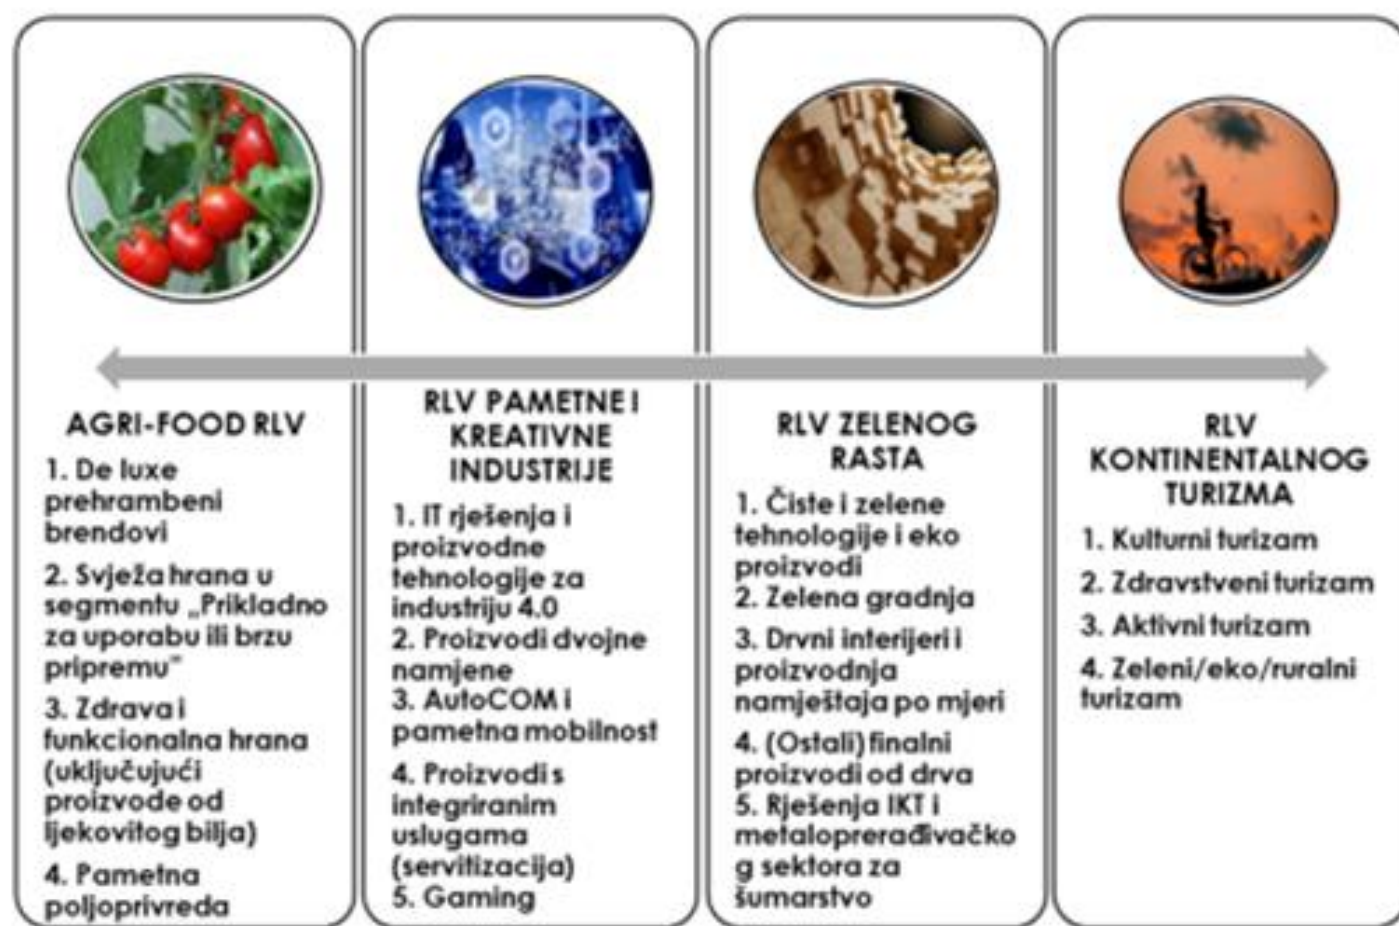 AGRI-FOOD RLV
1. De luxe
prehrambeni
brendovi
2. Svježa hrana u
segmentu „Prikladno
za uporabu ili brzu
pripremu"
3. Zdrava i
funkcionalna hrana
(uključujući
proizvode od
ljekovitog bilja)
4. Pametna
poljoprivreda
RLV PAMETNE I
KREATIVNE
INDUSTRIJE
1. IT rješenja i
proizvodne
tehnologije za
industriju 4.0
2. Proizvodi dvojne
namjene
3. AutoCOM i
pametna mobilnost
4. Proizvodi s
integriranim
uslugama
(servitizacija)
5. Gaming
RLV ZELENOG
RASTA
1. Čiste i zelene
tehnologije i eko
proizvodi
2. Zelena gradnja
3. Drvni interijeri i
proizvodnja
namještaja po mjeri
4. (Ostali) finalni
proizvodi od drva
5. Rješenja IKT i
metaloprerađivačko
g sektora za
šumarstvo
RLV
KONTINENTALNOG
TURIZMA
1. Kulturni turizam
2. Zdravstveni turizam
3. Aktivni turizam
4. Zeleni/eko/ruralni
turizam